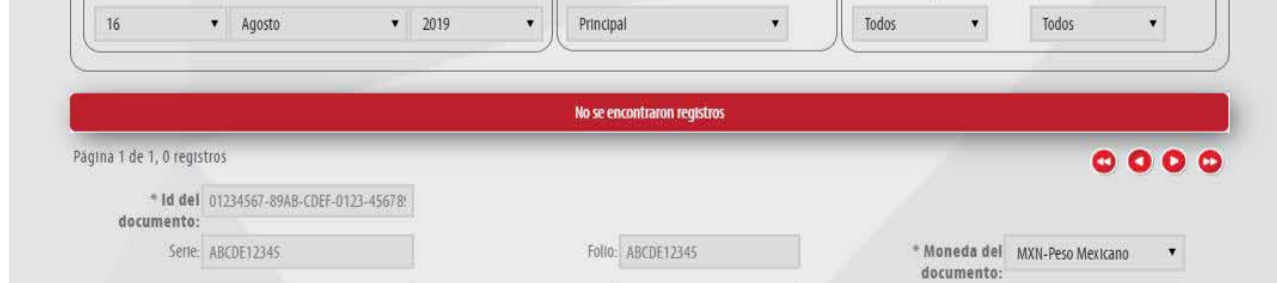 16 Agosto 2019 Principal Todos Todos
No se encontraron registros
Página 1 de 1, 0 registros
* Id del documento: 01234567-89AB-CDEF-0123-45678
Serie: ABCDE12345 Folio: ABCDE12345 * Moneda del documento: MXN-Peso Mexicano